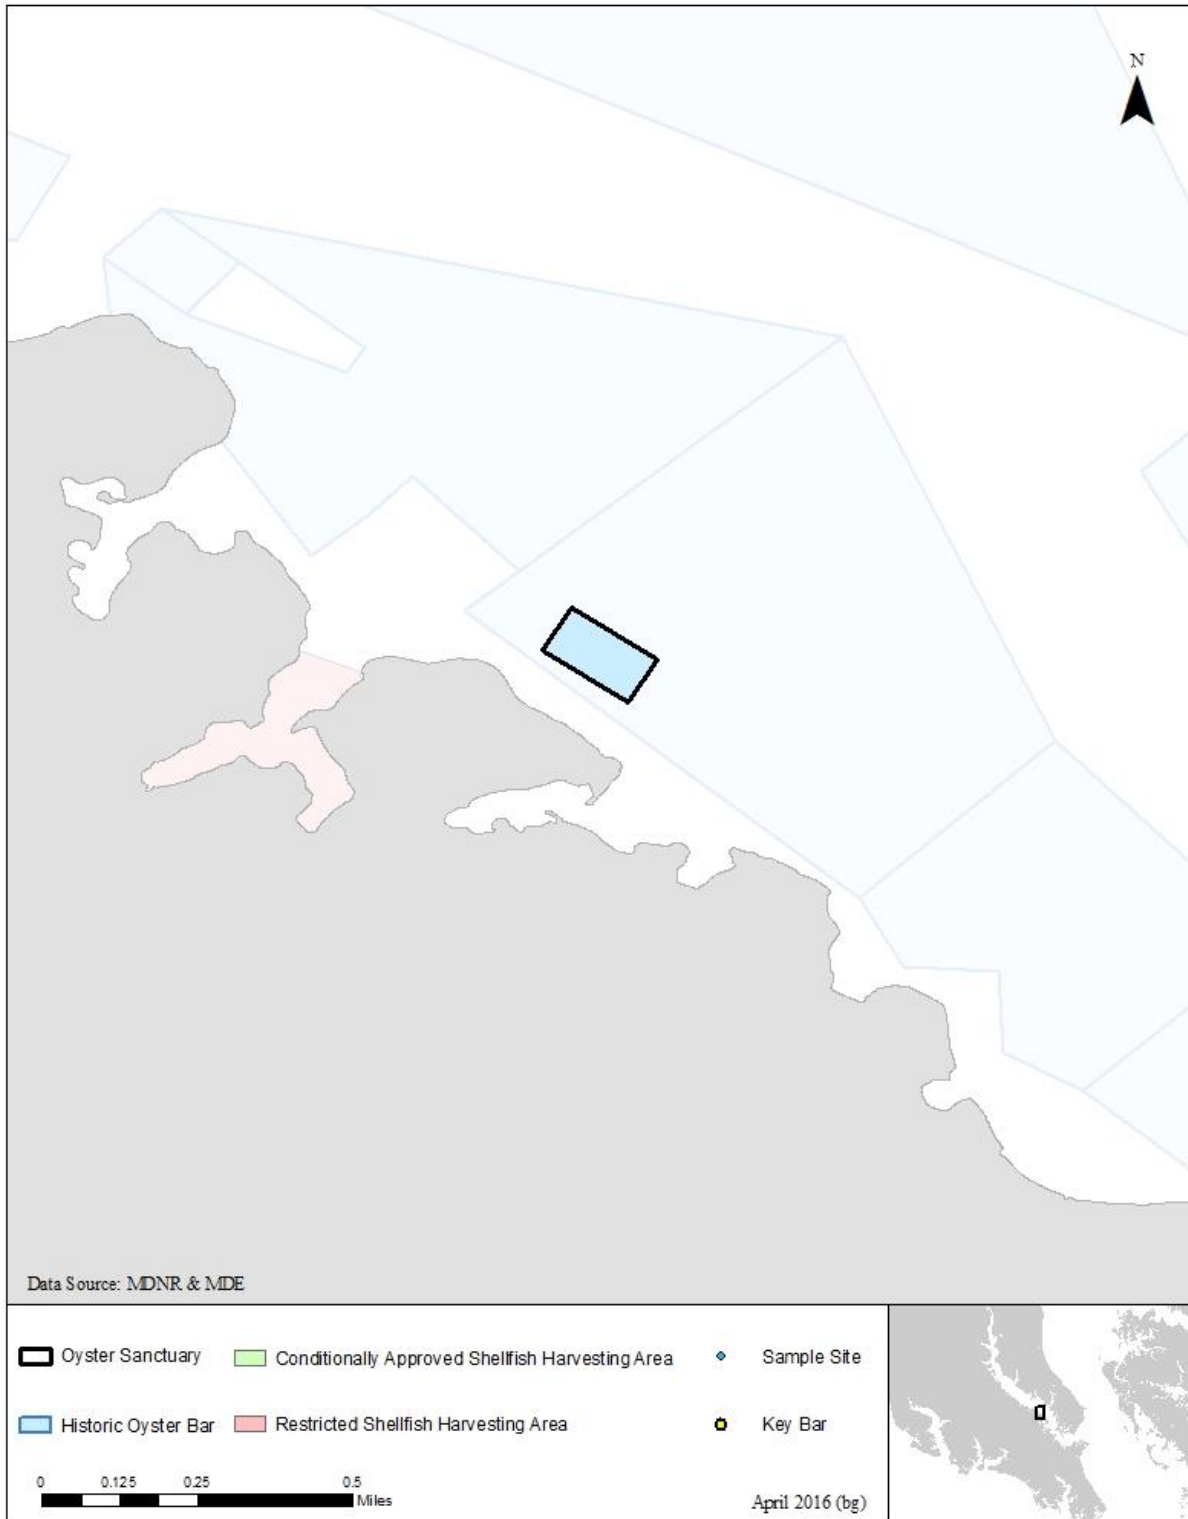 N
Data Source: MDNR & MDE
Oyster Sanctuary
Conditionally Approved Shellfish Harvesting Area
Sample Site
Historic Oyster Bar
Restricted Shellfish Harvesting Area
Key Bar
0 0.125 0.25 0.5
Miles
April 2016 (bg)